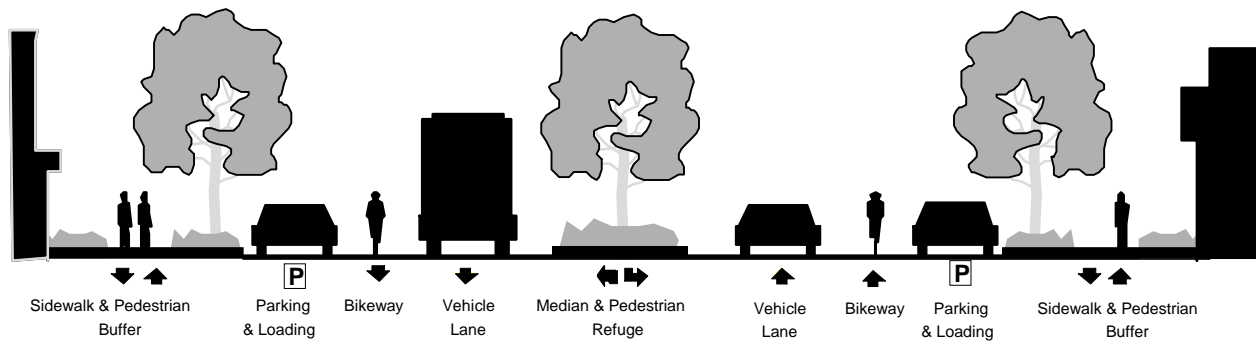 P
P
Sidewalk & Pedestrian
Buffer
Parking
& Loading
Bikeway
Vehicle
Lane
Median & Pedestrian
Refuge
Vehicle
Lane
Bikeway
Parking
& Loading
Sidewalk & Pedestrian
Buffer